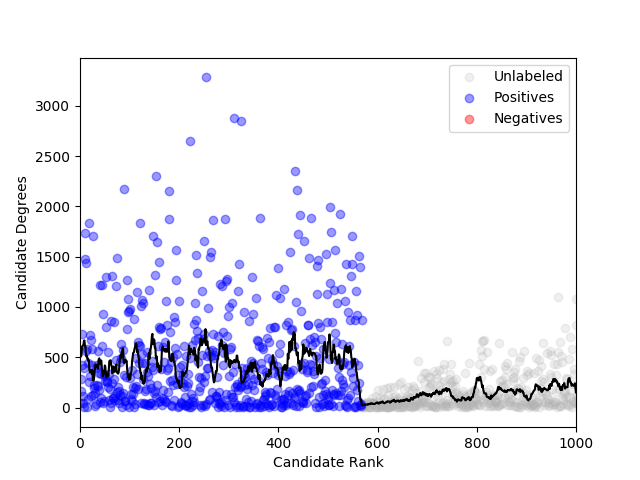 3000
2500
2000
1500
1000
500
0
Candidate Degrees
0 200 400 600 800 1000
Candidate Rank
Unlabeled
Positives
Negatives